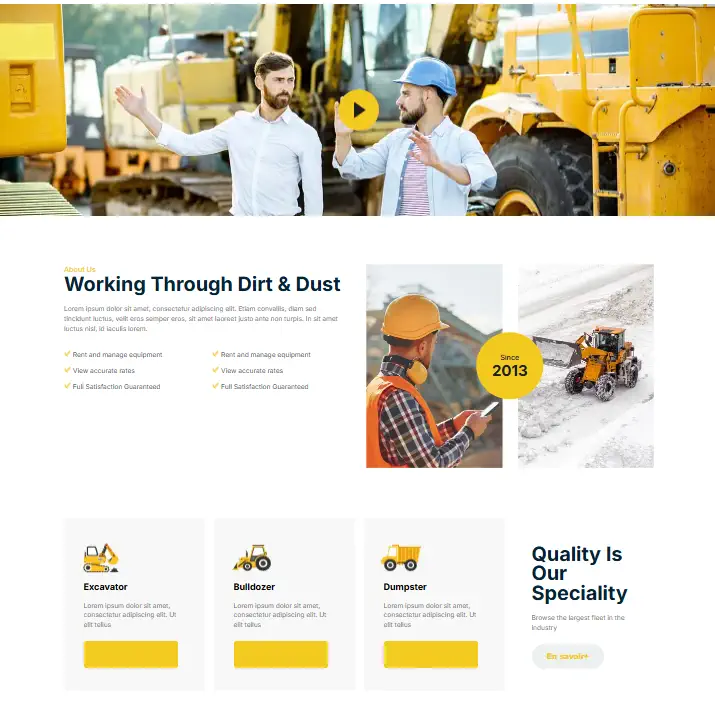 About Us
Working Through Dirt & Dust
Lorem ipsum dolor sit amet, consectetur adipiscing elit. Etiam convallis, diam sed
tincidunt luctus, velit eros semper eros, sit amet laoreet justo ante non turpis. In sit amet
luctus nisl, id iaculis lorem.
Rent and manage equipment
Rent and manage equipment
View accurate rates
View accurate rates
Full Satisfaction Guaranteed
Full Satisfaction Guaranteed
Since
2013
Excavator
Lorem ipsum dolor sit amet,
consectetur adipiscing elit. Ut
elit tellus
Bulldozer
Lorem ipsum dolor sit amet,
consectetur adipiscing elit. Ut
elit tellus
Dumpster
Lorem ipsum dolor sit amet,
consectetur adipiscing elit. Ut
elit tellus
Quality Is
Our
Speciality
Browse the largest fleet in the
industry
En savoir+